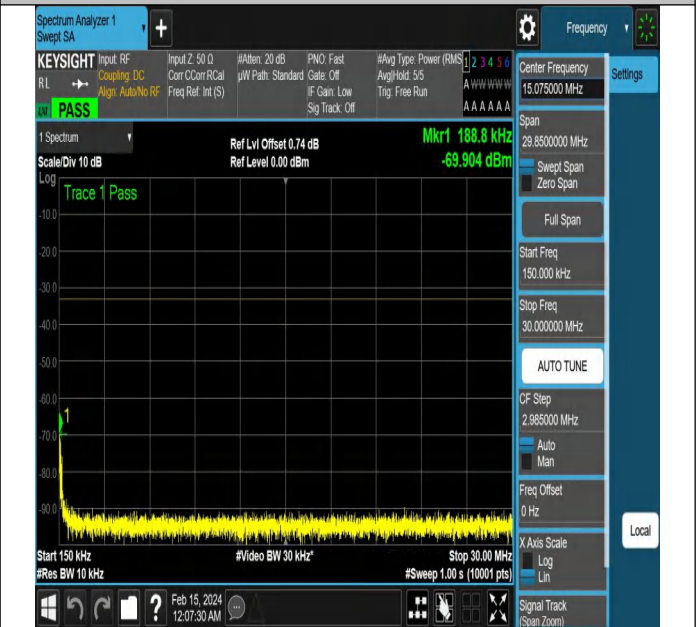 Spectrum Analyzer 1
Swept SA
+
Frequency
KEYSIGHT
RL
PASS
Input: RF
Coupling: DC
Align: Auto/No RF
Input Z: 50 Ω
Corr CCorr RCal
Freq Ref: Int (S)
#Atten: 20 dB
µW Path: Standard
PNO: Fast
Gate: Off
IF Gain: Low
Sig Track: Off
#Avg Type: Power (RMS
Avg|Hold: 5/5
Trig: Free Run
1 2 3 4 5 6
A W W W W W
A A A A A A
1 Spectrum
Scale/Div 10 dB
Ref Lvl Offset 0.74 dB
Ref Level 0.00 dBm
Mkr1 188.8 kHz
-69.904 dBm
Log
Trace 1 Pass
-10.0
-20.0
-40.0
-50.0
-60.0
1
-70.0
-80.0
-90.0
Start 150 kHz
#Video BW 30 kHz*
Stop 30.00 MHz
#Res BW 10 kHz
#Sweep 1.00 s (10001 pts)
Feb 15, 2024
12:07:30 AM
?
Center Frequency
15.075000 MHz
Settings
Span
29.8500000 MHz
Swept Span
Zero Span
Full Span
Start Freq
150.000 kHz
Stop Freq
30.000000 MHz
AUTO TUNE
CF Step
2.985000 MHz
Auto
Man
Freq Offset
0 Hz
X Axis Scale
Log
Lin
Local
Signal Track
(Span Zoom)